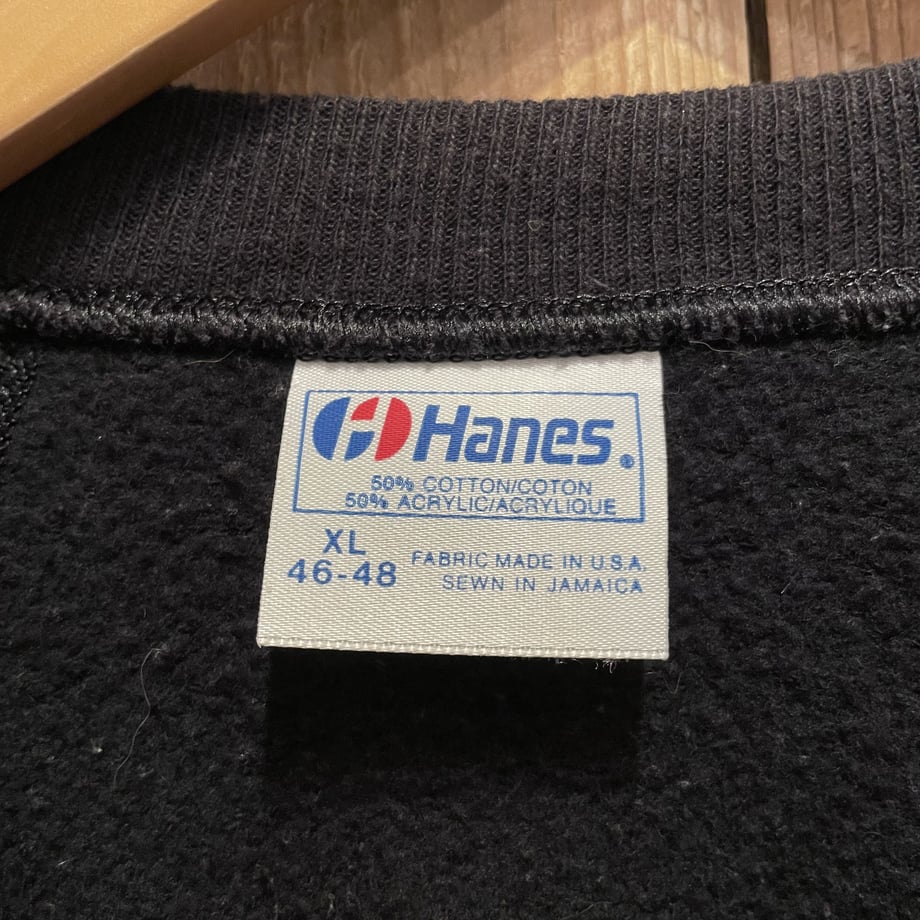 Hanes®
50% COTTON/COTON
50% ACRYLIC/ACRYLIQUE
XL
46-48
FABRIC MADE IN U.S.A.
SEWN IN JAMAICA